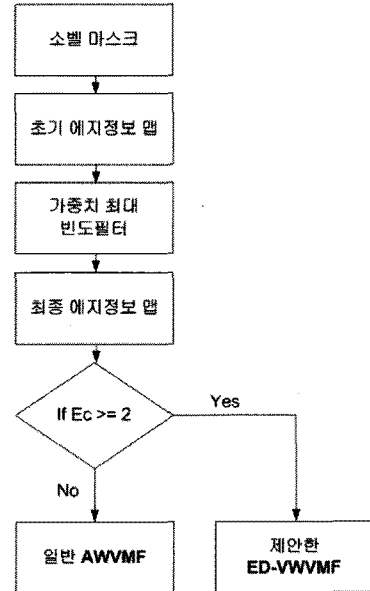 소벨 마스크
초기 에지정보 맵
가중치 최대
빈도필터
최종 에지정보 맵
If Ec >= 2
Yes
No
일반 AWVMF
제안한
ED-VWVMF